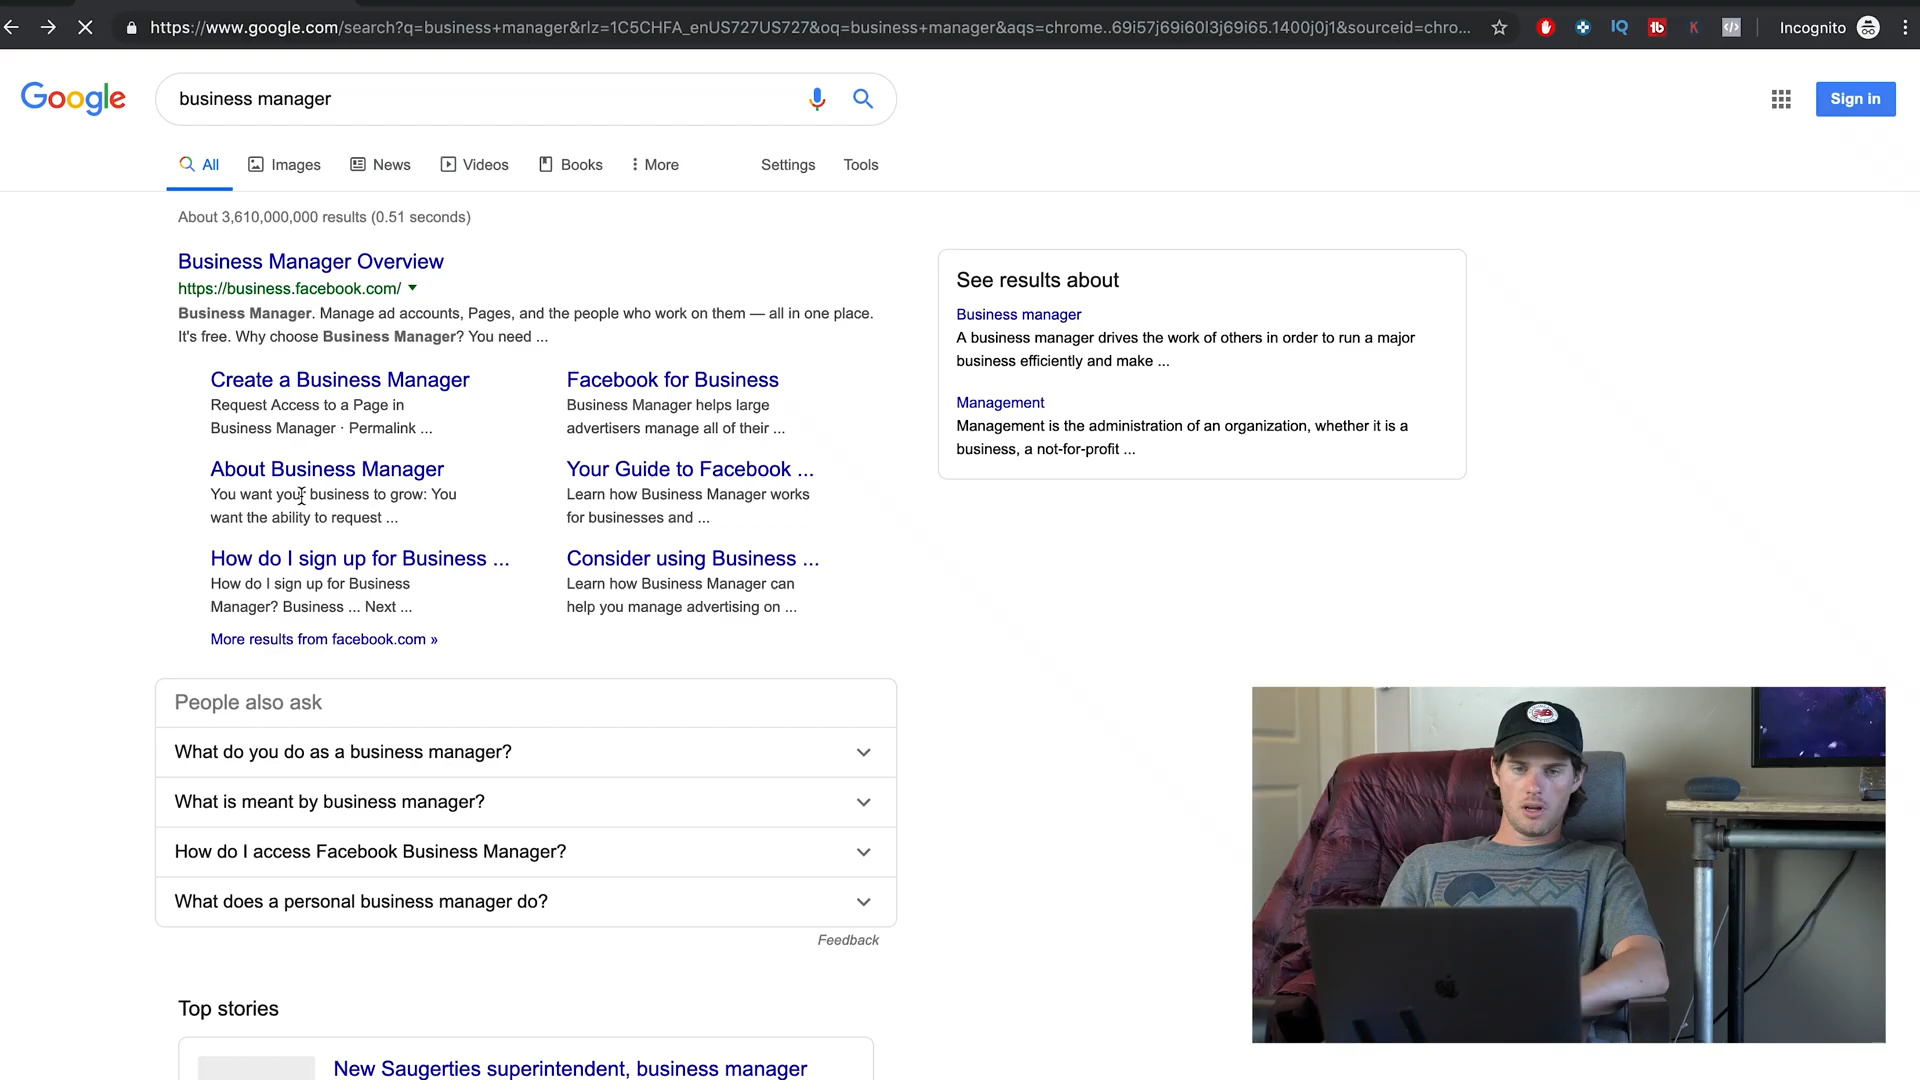 https://www.google.com/search?q=business+manager&rlz=1C5CHFA_enUS727US727&oq=business+manager&aqs=chrome..69i57j69i60l3j69i65.1400j0j1&sourceid=chro...
Incognito
Google
business manager
Sign in
All
Images
News
Videos
Books
More
Settings
Tools
About 3,610,000,000 results (0.51 seconds)
Business Manager Overview
https://business.facebook.com/
Business Manager. Manage ad accounts, Pages, and the people who work on them — all in one place.
It's free. Why choose Business Manager? You need ...
Create a Business Manager
Request Access to a Page in
Business Manager · Permalink ...
Facebook for Business
Business Manager helps large
advertisers manage all of their ...
About Business Manager
You want your business to grow: You
want the ability to request ...
Your Guide to Facebook ...
Learn how Business Manager works
for businesses and ...
How do I sign up for Business ...
How do I sign up for Business
Manager? Business ... Next ...
Consider using Business ...
Learn how Business Manager can
help you manage advertising on ...
More results from facebook.com »
See results about
Business manager
A business manager drives the work of others in order to run a major
business efficiently and make ...
Management
Management is the administration of an organization, whether it is a
business, a not-for-profit ...
People also ask
What do you do as a business manager?
What is meant by business manager?
How do I access Facebook Business Manager?
What does a personal business manager do?
Feedback
Top stories
New Saugerties superintendent, business manager